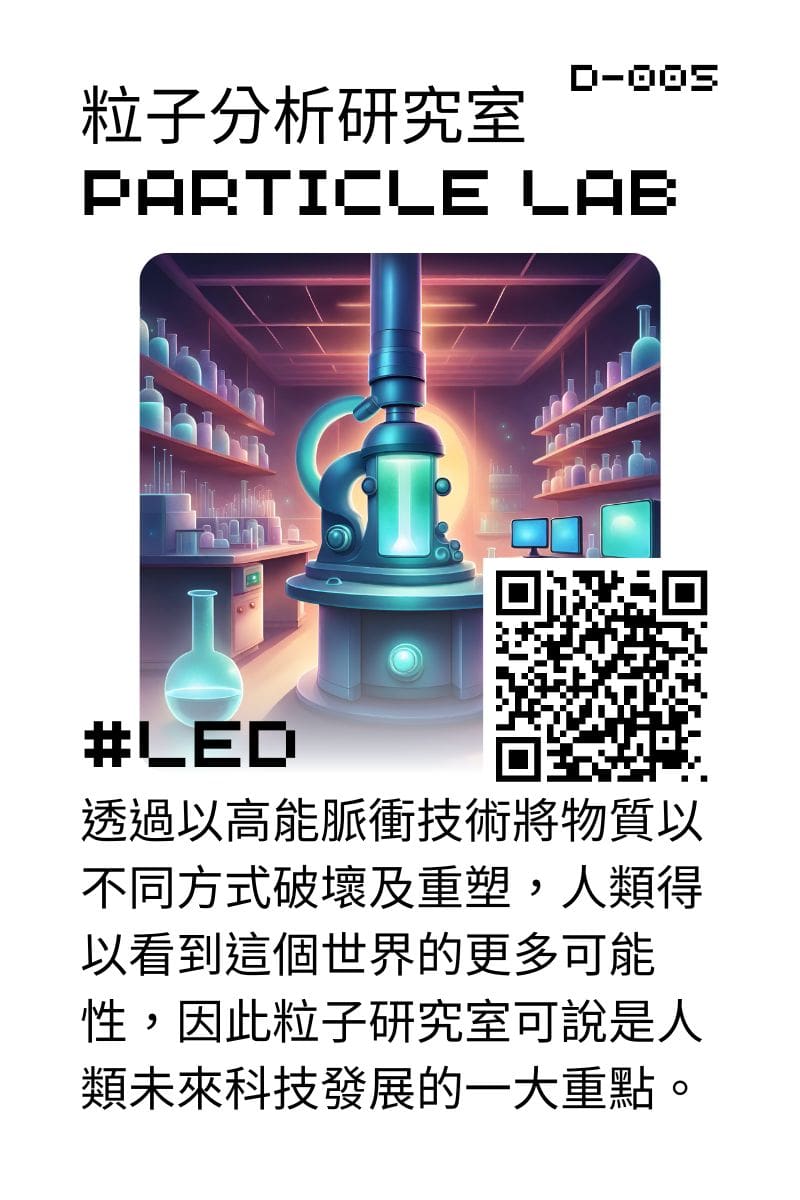 D-005
粒子分析研究室
PARTICLE LAB
#LED
透過以高能脈衝技術將物質以
不同方式破壞及重塑，人類得
以看到這個世界的更多可能
性，因此粒子研究室可說是人
類未來科技發展的一大重點。